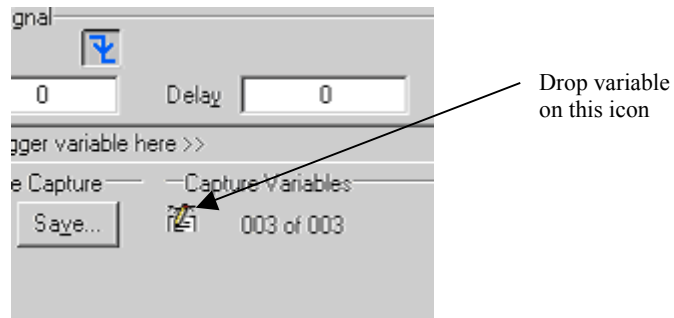 gnal
0 Delay 0
gger variable here >>
e Capture Capture Variables
Save... 003 of 003
Drop variable
on this icon